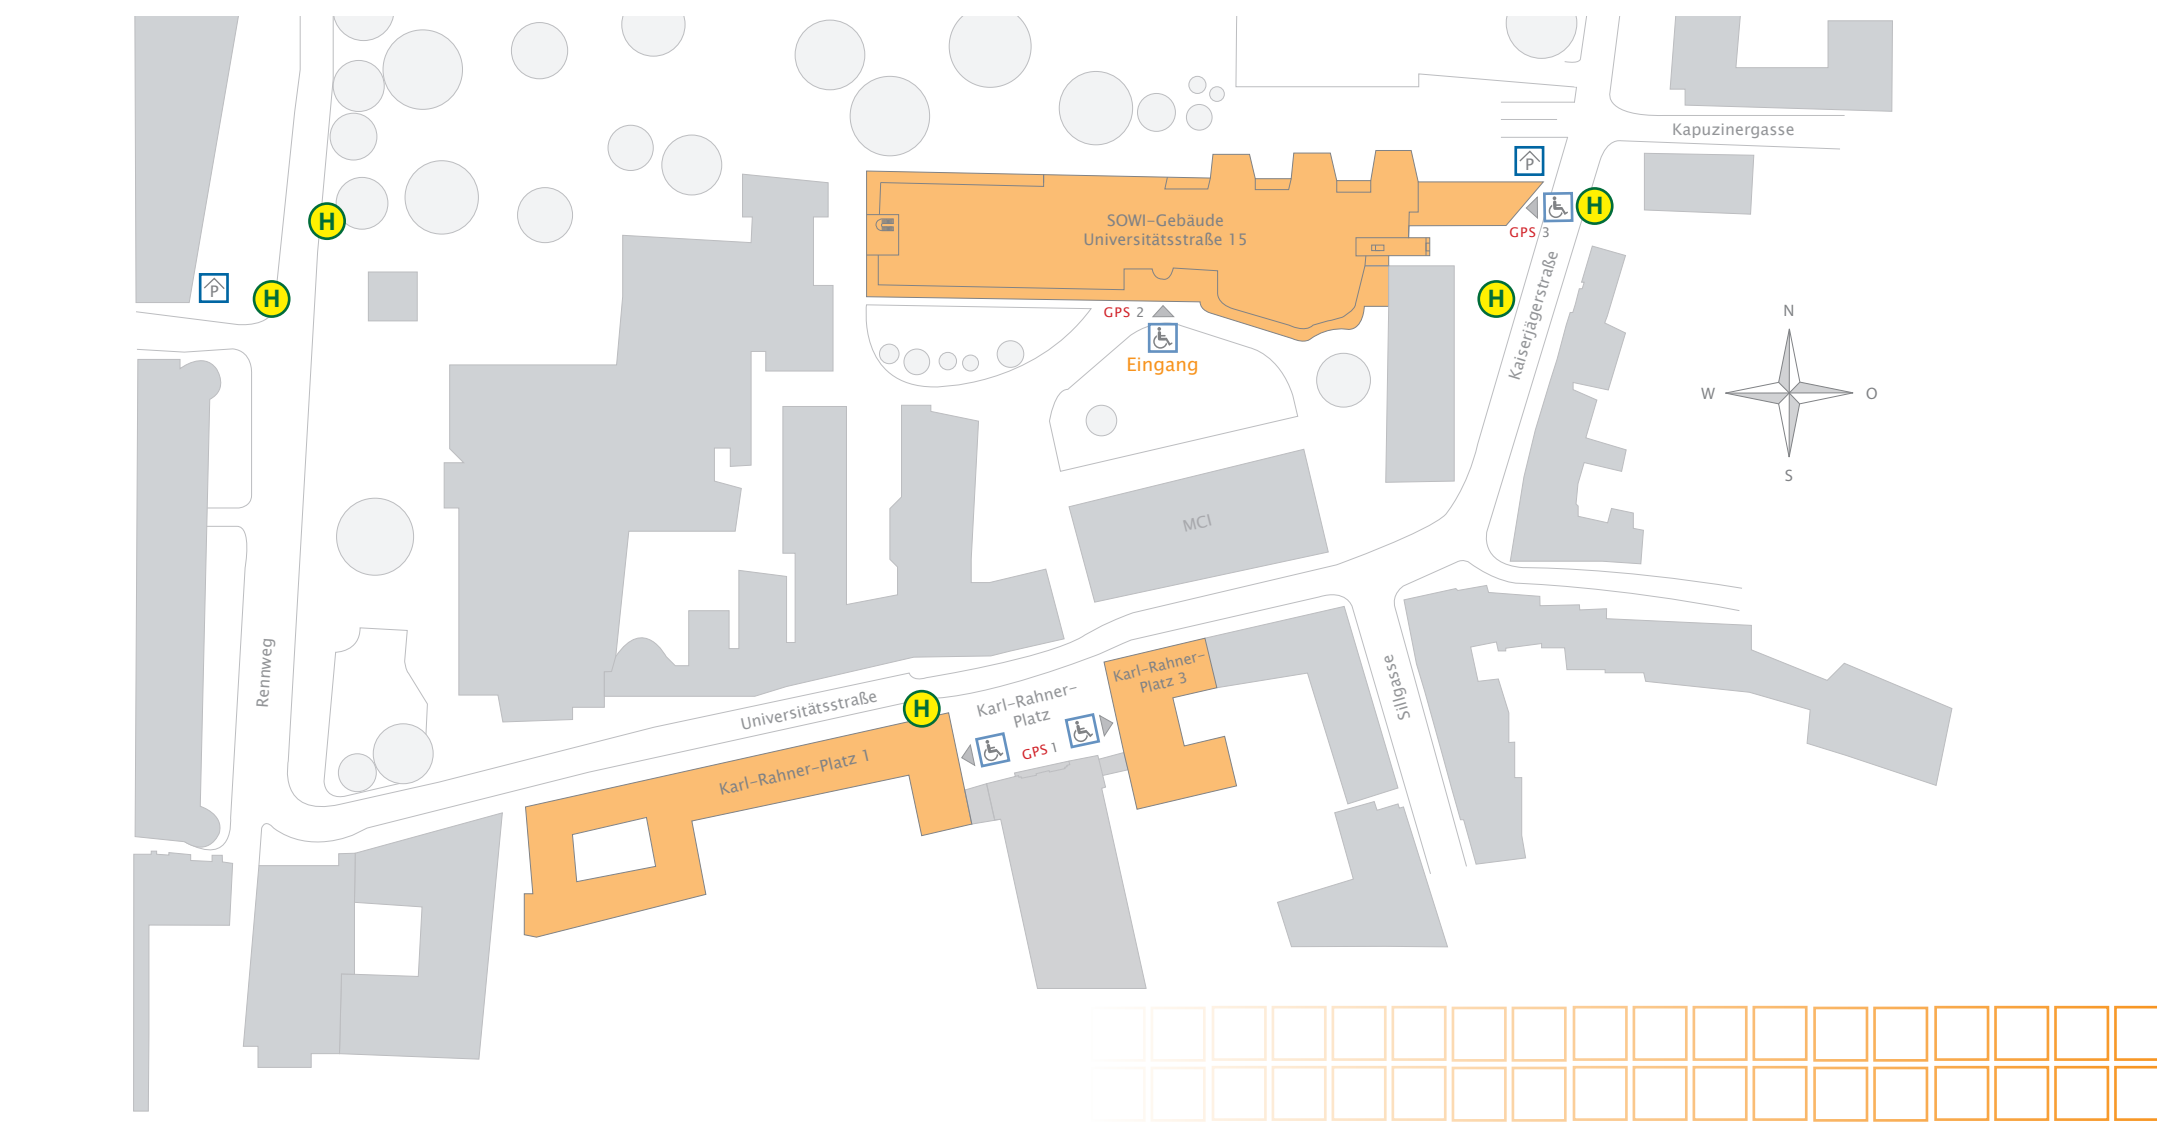 Kapuzinergasse
P
H
SOWI-Gebäude
Universitätsstraße 15
H
GPS 3
H
P
H
H
GPS 2
Eingang
Kaiserjägerstraße
N
W
O
S
MCI
Rennweg
Universitätsstraße
H
Karl-Rahner-
Platz
GPS 1
Karl-Rahner-
Platz 3
Sillgasse
Karl-Rahner-Platz 1